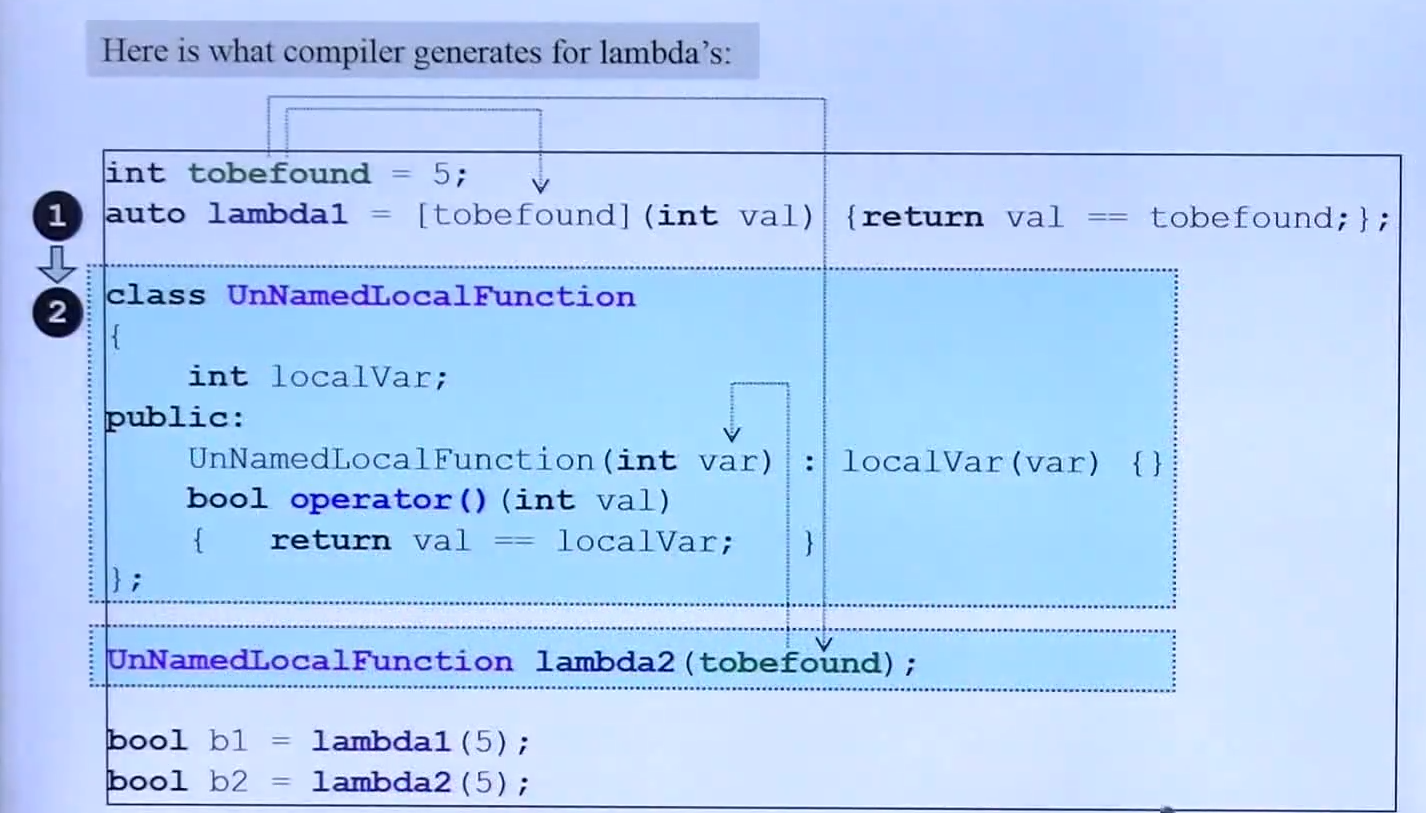 Here is what compiler generates for lambda's:
int tobefound = 5;
1
auto lambda1 = [tobefound](int val) {return val == tobefound;};
2
class UnNamedLocalFunction
{
int localVar;
public:
UnNamedLocalFunction(int var) : localVar(var) {}
bool operator()(int val)
{ return val == localVar; }
};
UnNamedLocalFunction lambda2(tobefound);
bool b1 = lambda1(5);
bool b2 = lambda2(5);